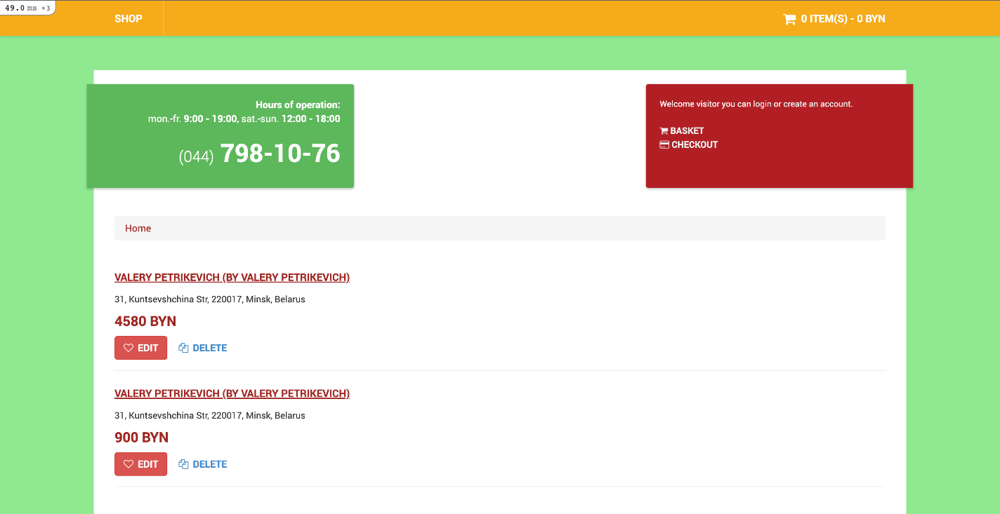 49.0 ms ×3
SHOP
0 ITEM(S) - 0 BYN
Hours of operation:
mon.-fr. 9:00 - 19:00, sat.-sun. 12:00 - 18:00
(044) 798-10-76
Welcome visitor you can login or create an account.
BASKET
CHECKOUT
Home
VALERY PETRIKEVICH (BY VALERY PETRIKEVICH)
31, Kuntsevshchina Str, 220017, Minsk, Belarus
4580 BYN
EDIT DELETE
VALERY PETRIKEVICH (BY VALERY PETRIKEVICH)
31, Kuntsevshchina Str, 220017, Minsk, Belarus
900 BYN
EDIT DELETE